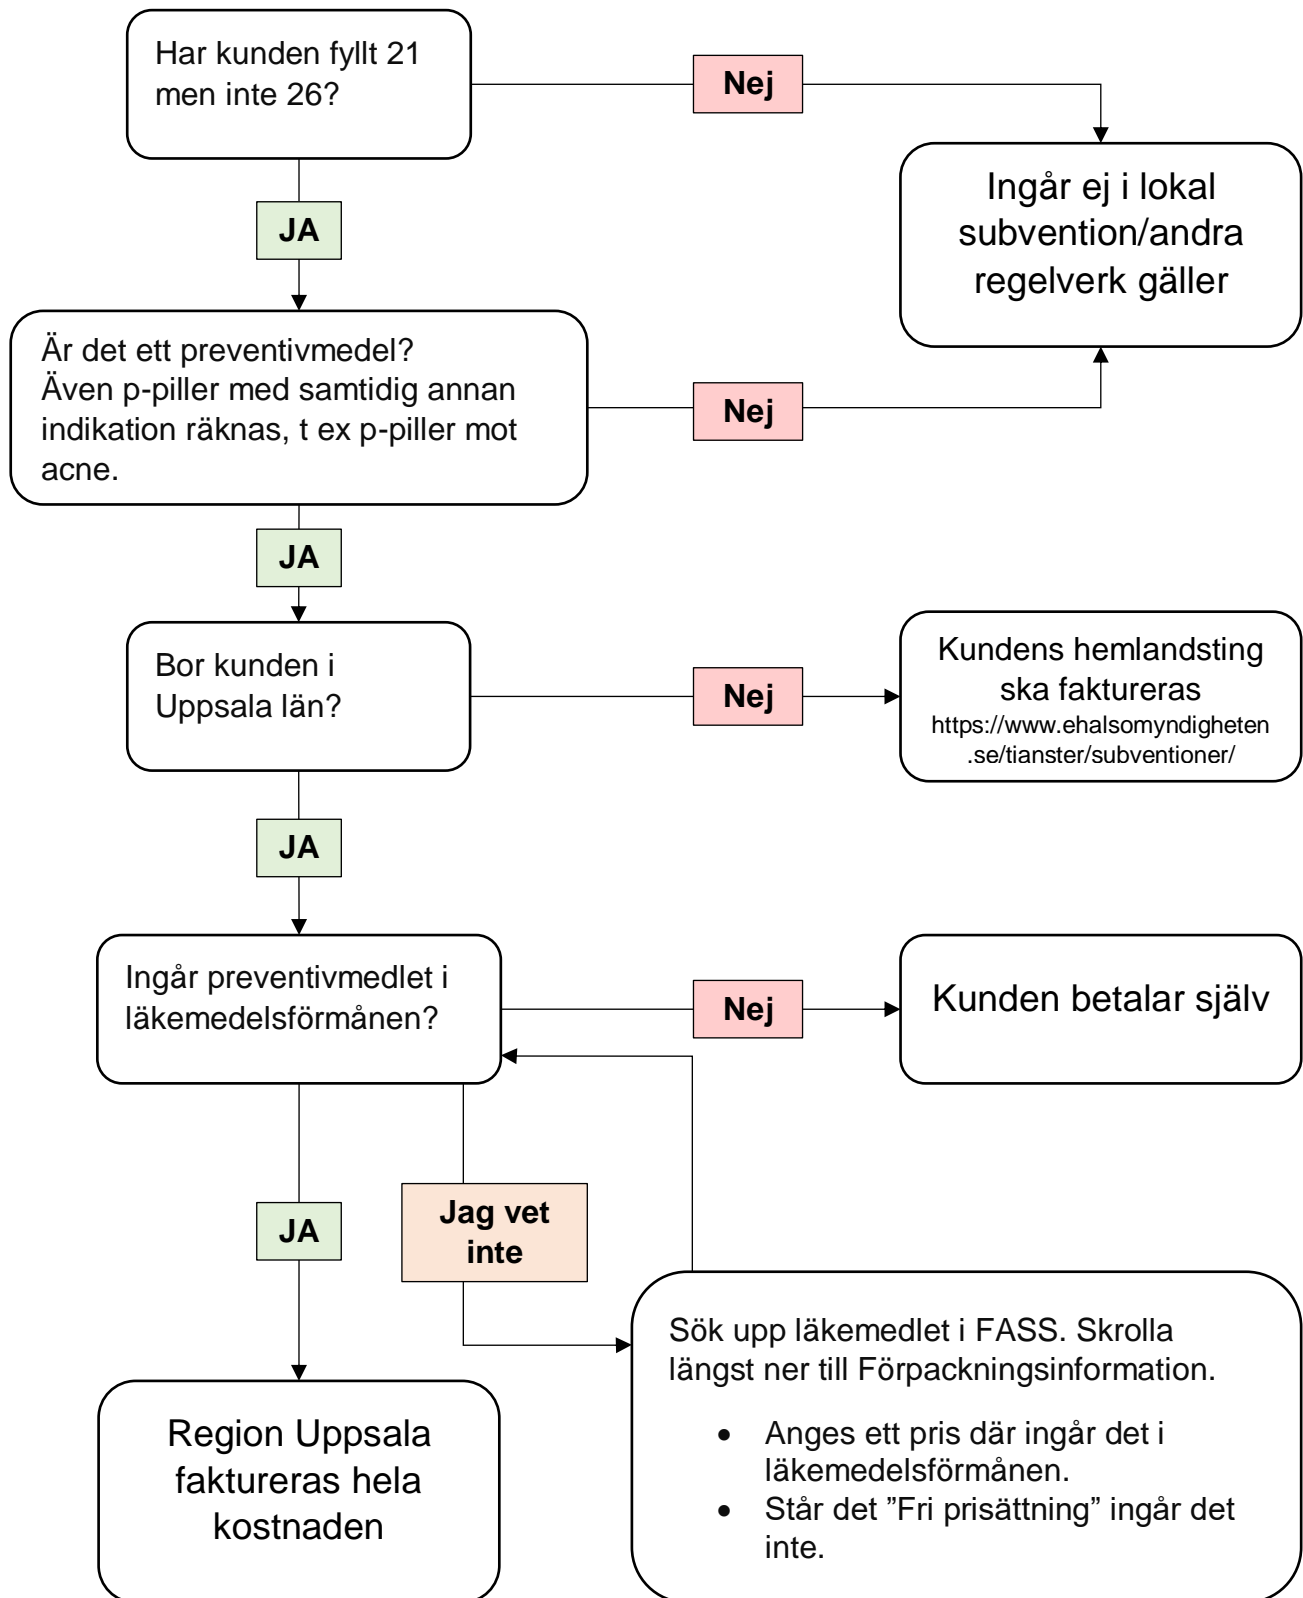 Har kunden fyllt 21
men inte 26?
Nej
Ingår ej i lokal
subvention/andra
regelverk gäller
JA
Är det ett preventivmedel?
Även p-piller med samtidig annan
indikation räknas, t ex p-piller mot
acne.
Nej
JA
Bor kunden i
Uppsala län?
Nej
Kundens hemlandsting
ska faktureras
https://www.ehalsomyndigheten
.se/tianster/subventioner/
JA
Ingår preventivmedlet i
läkemedelsförmånen?
Nej
Kunden betalar själv
JA
Jag vet
inte
Sök upp läkemedlet i FASS. Skrolla
längst ner till Förpackningsinformation.
• Anges ett pris där ingår det i
läkemedelsförmånen.
• Står det ”Fri prisättning” ingår det
inte.
Region Uppsala
faktureras hela
kostnaden